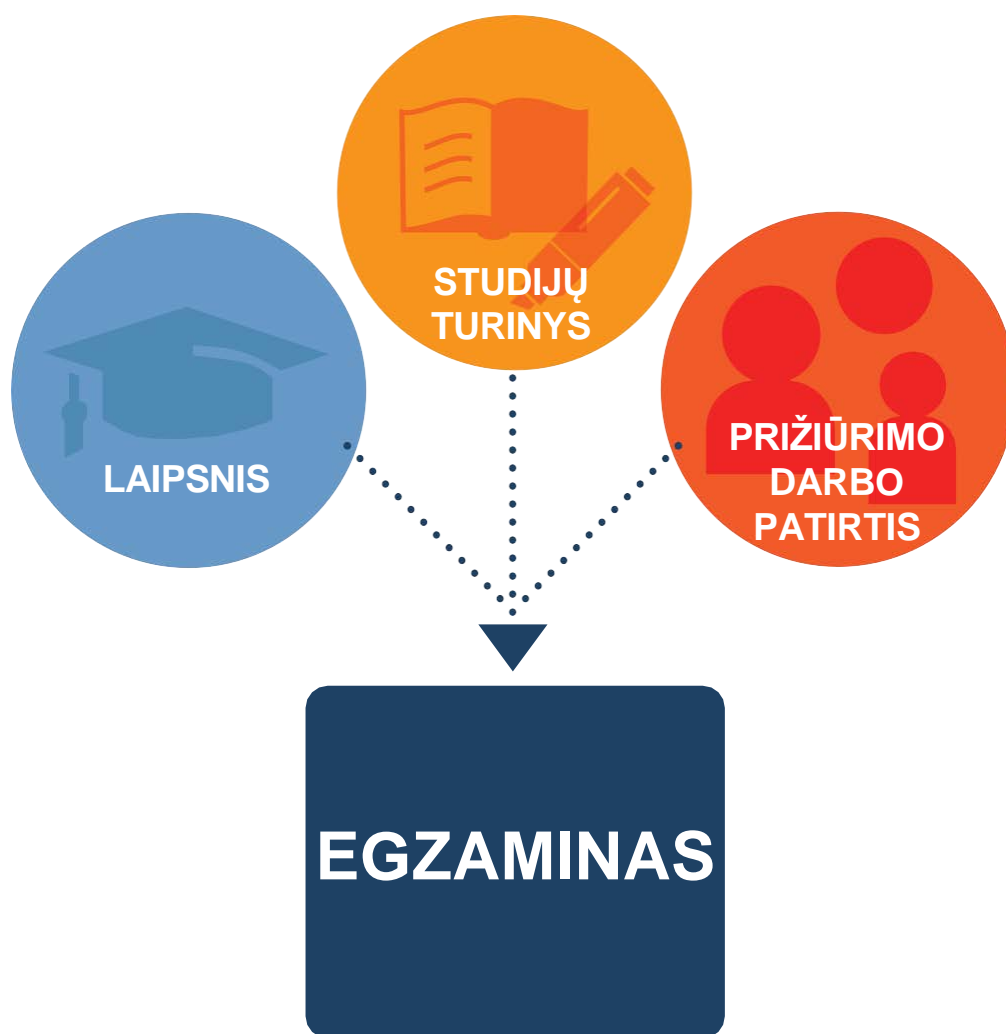 STUDIJŲ
TURINYS
LAIPSNIS
PRIŽIŪRIMO
DARBO
PATIRTIS
EGZAMINAS